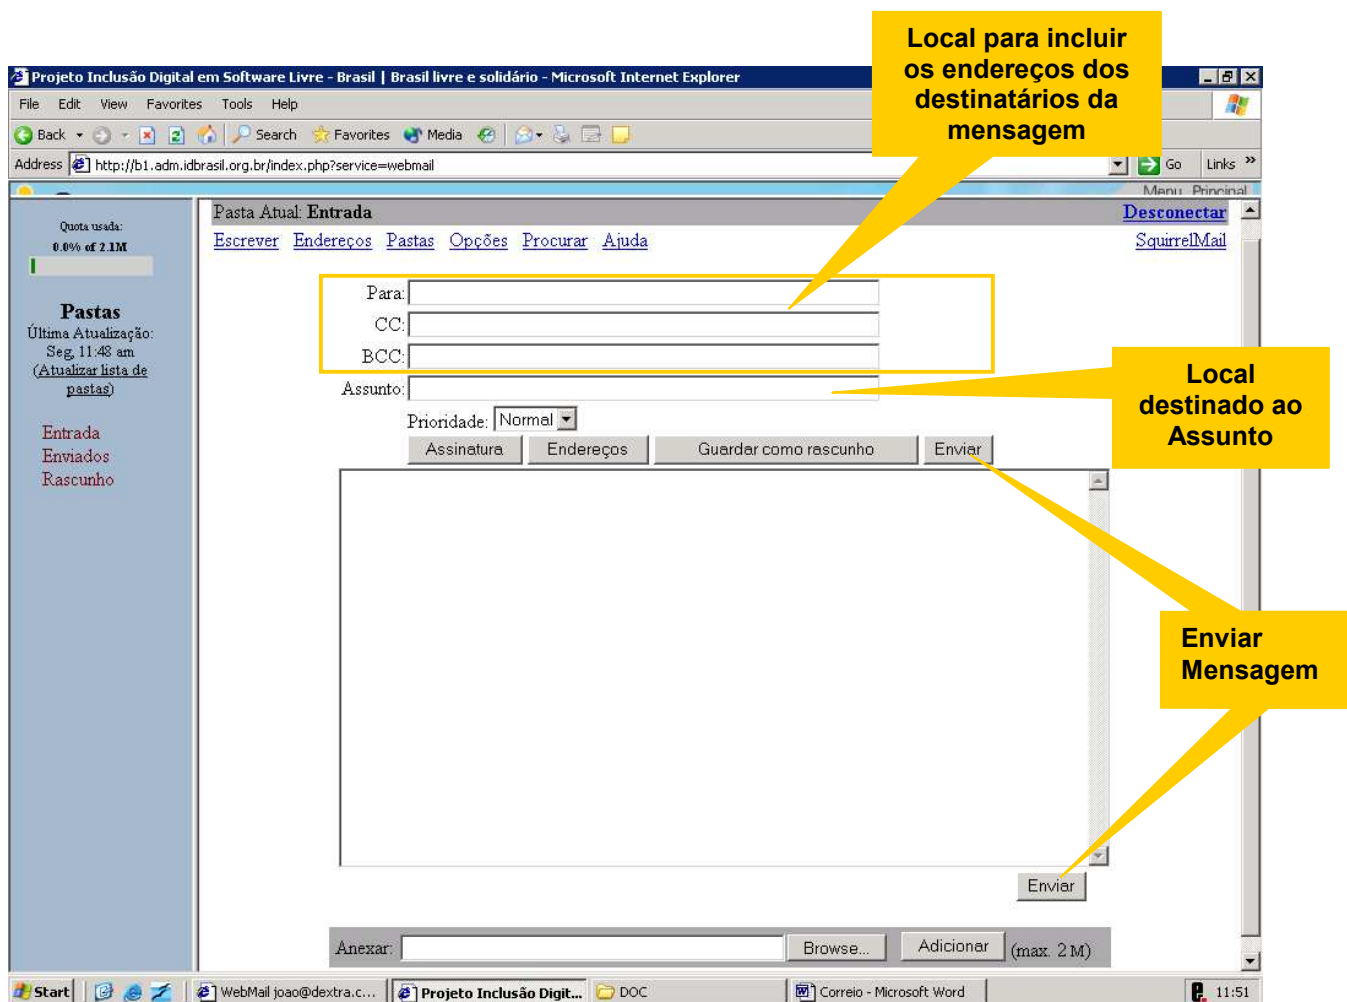 Local para incluir
os endereços dos
destinatários da
mensagem
Projeto Inclusão Digital em Software Livre - Brasil | Brasil livre e solidário - Microsoft Internet Explorer
File Edit View Favorites Tools Help
Back Search Favorites Media
Address http://b1.adm.idbrasil.org.br/index.php?service=webmail Go Links »
Menu Principal
Quota usada:
0.0% of 2.1M
Pastas
Última Atualização:
Seg, 11:48 am
(Atualizar lista de
pastas)
Entrada
Enviados
Rascunho
Pasta Atual: Entrada Desconectar
Escrever Endereços Pastas Opções Procurar Ajuda SquirrelMail
Para:
CC:
BCC:
Assunto:
Prioridade: Normal
Assinatura Endereços Guardar como rascunho Enviar
Local
destinado ao
Assunto
Enviar
Mensagem
Enviar
Anexar: Browse... Adicionar (max. 2 M)
Start WebMail joao@dextra.c... Projeto Inclusão Digit... DOC Correio - Microsoft Word 11:51